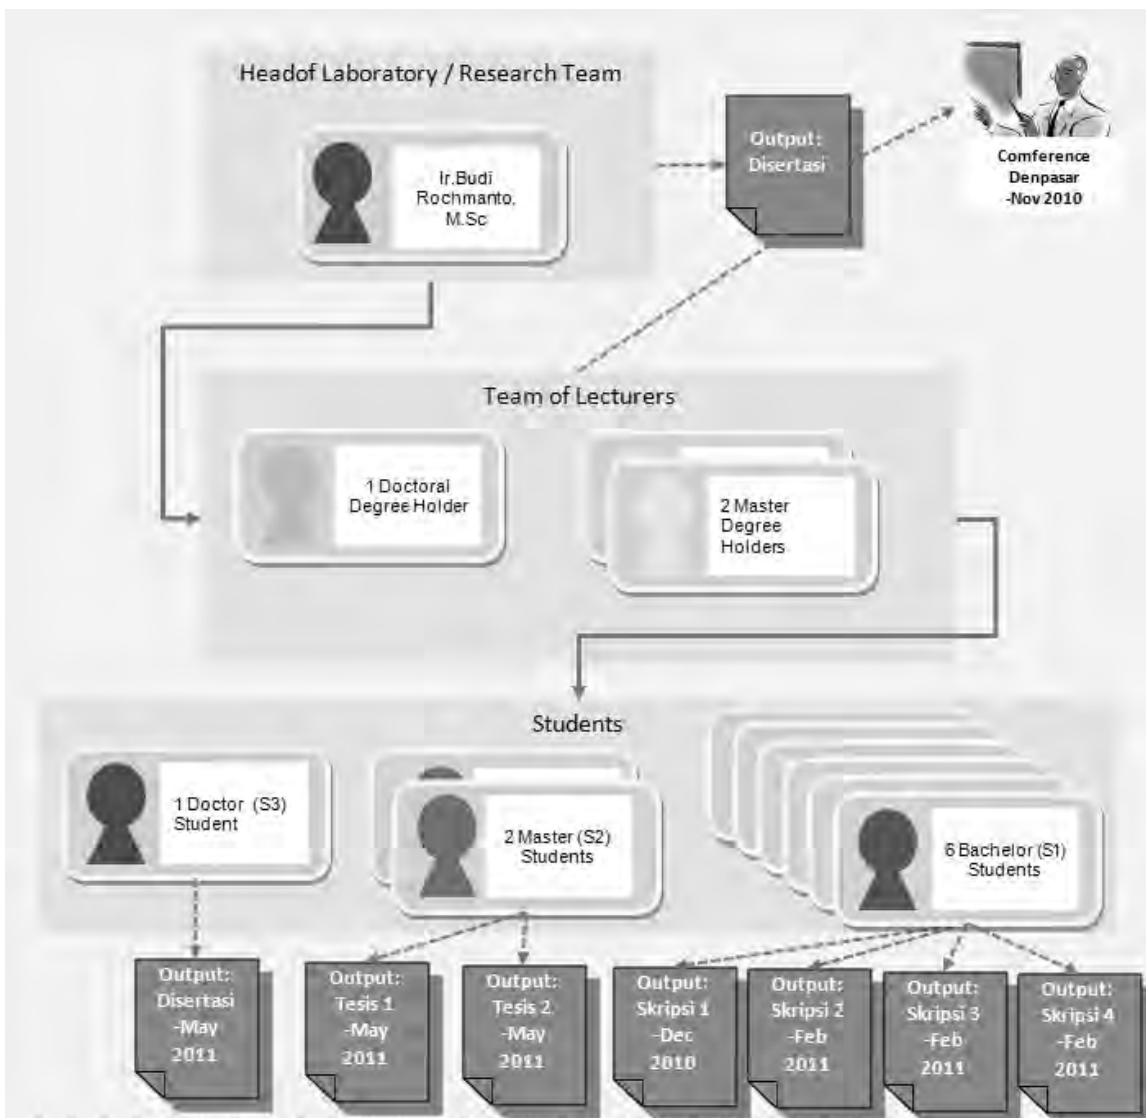 Headof Laboratory / Research Team
Ir.Budi
Rochmanto,
M.Sc
Output:
Disertasi
Comference
Denpasar
-Nov 2010
Team of Lecturers
1 Doctoral
Degree Holder
2 Master
Degree
Holders
Students
1 Doctor (S3)
Student
2 Master (S2)
Students
6 Bachelor (S1)
Students
Output:
Disertasi
-May
2011
Output:
Tesis 1
-May
2011
Output:
Tesis 2
-May
2011
Output:
Skripsi 1
-Dec
2010
Output:
Skripsi 2
-Feb
2011
Output:
Skripsi 3
-Feb
2011
Output:
Skripsi 4
-Feb
2011